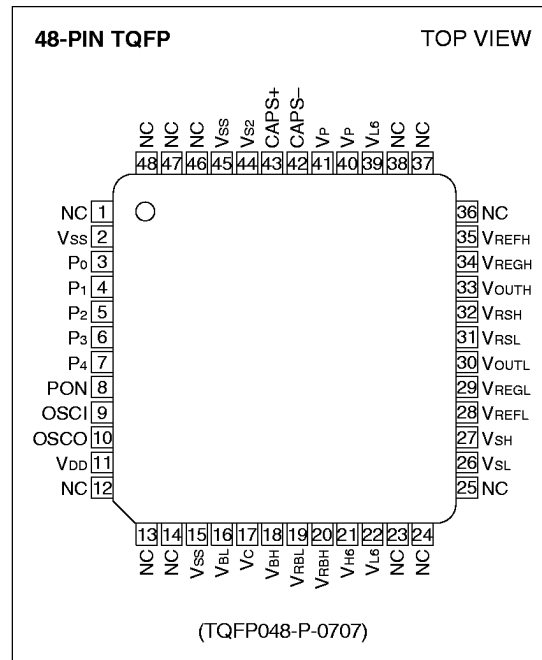 48-PIN TQFP TOP VIEW
NC NC NC VSS VS2 CAPS+ CAPS– VP VP VL6 NC NC
48 47 46 45 44 43 42 41 40 39 38 37
NC 1 36 NC
VSS 2 35 VREFH
P0 3 34 VREGH
P1 4 33 VOUTH
P2 5 32 VRSH
P3 6 31 VRSL
P4 7 30 VOUTL
PON 8 29 VREGL
OSCI 9 28 VREFL
OSCO 10 27 VSH
VDD 11 26 VSL
NC 12 25 NC
13 14 15 16 17 18 19 20 21 22 23 24
NC NC VSS VBL VC VBH VRBL VRBH VH6 VL6 NC NC
(TQFP048-P-0707)